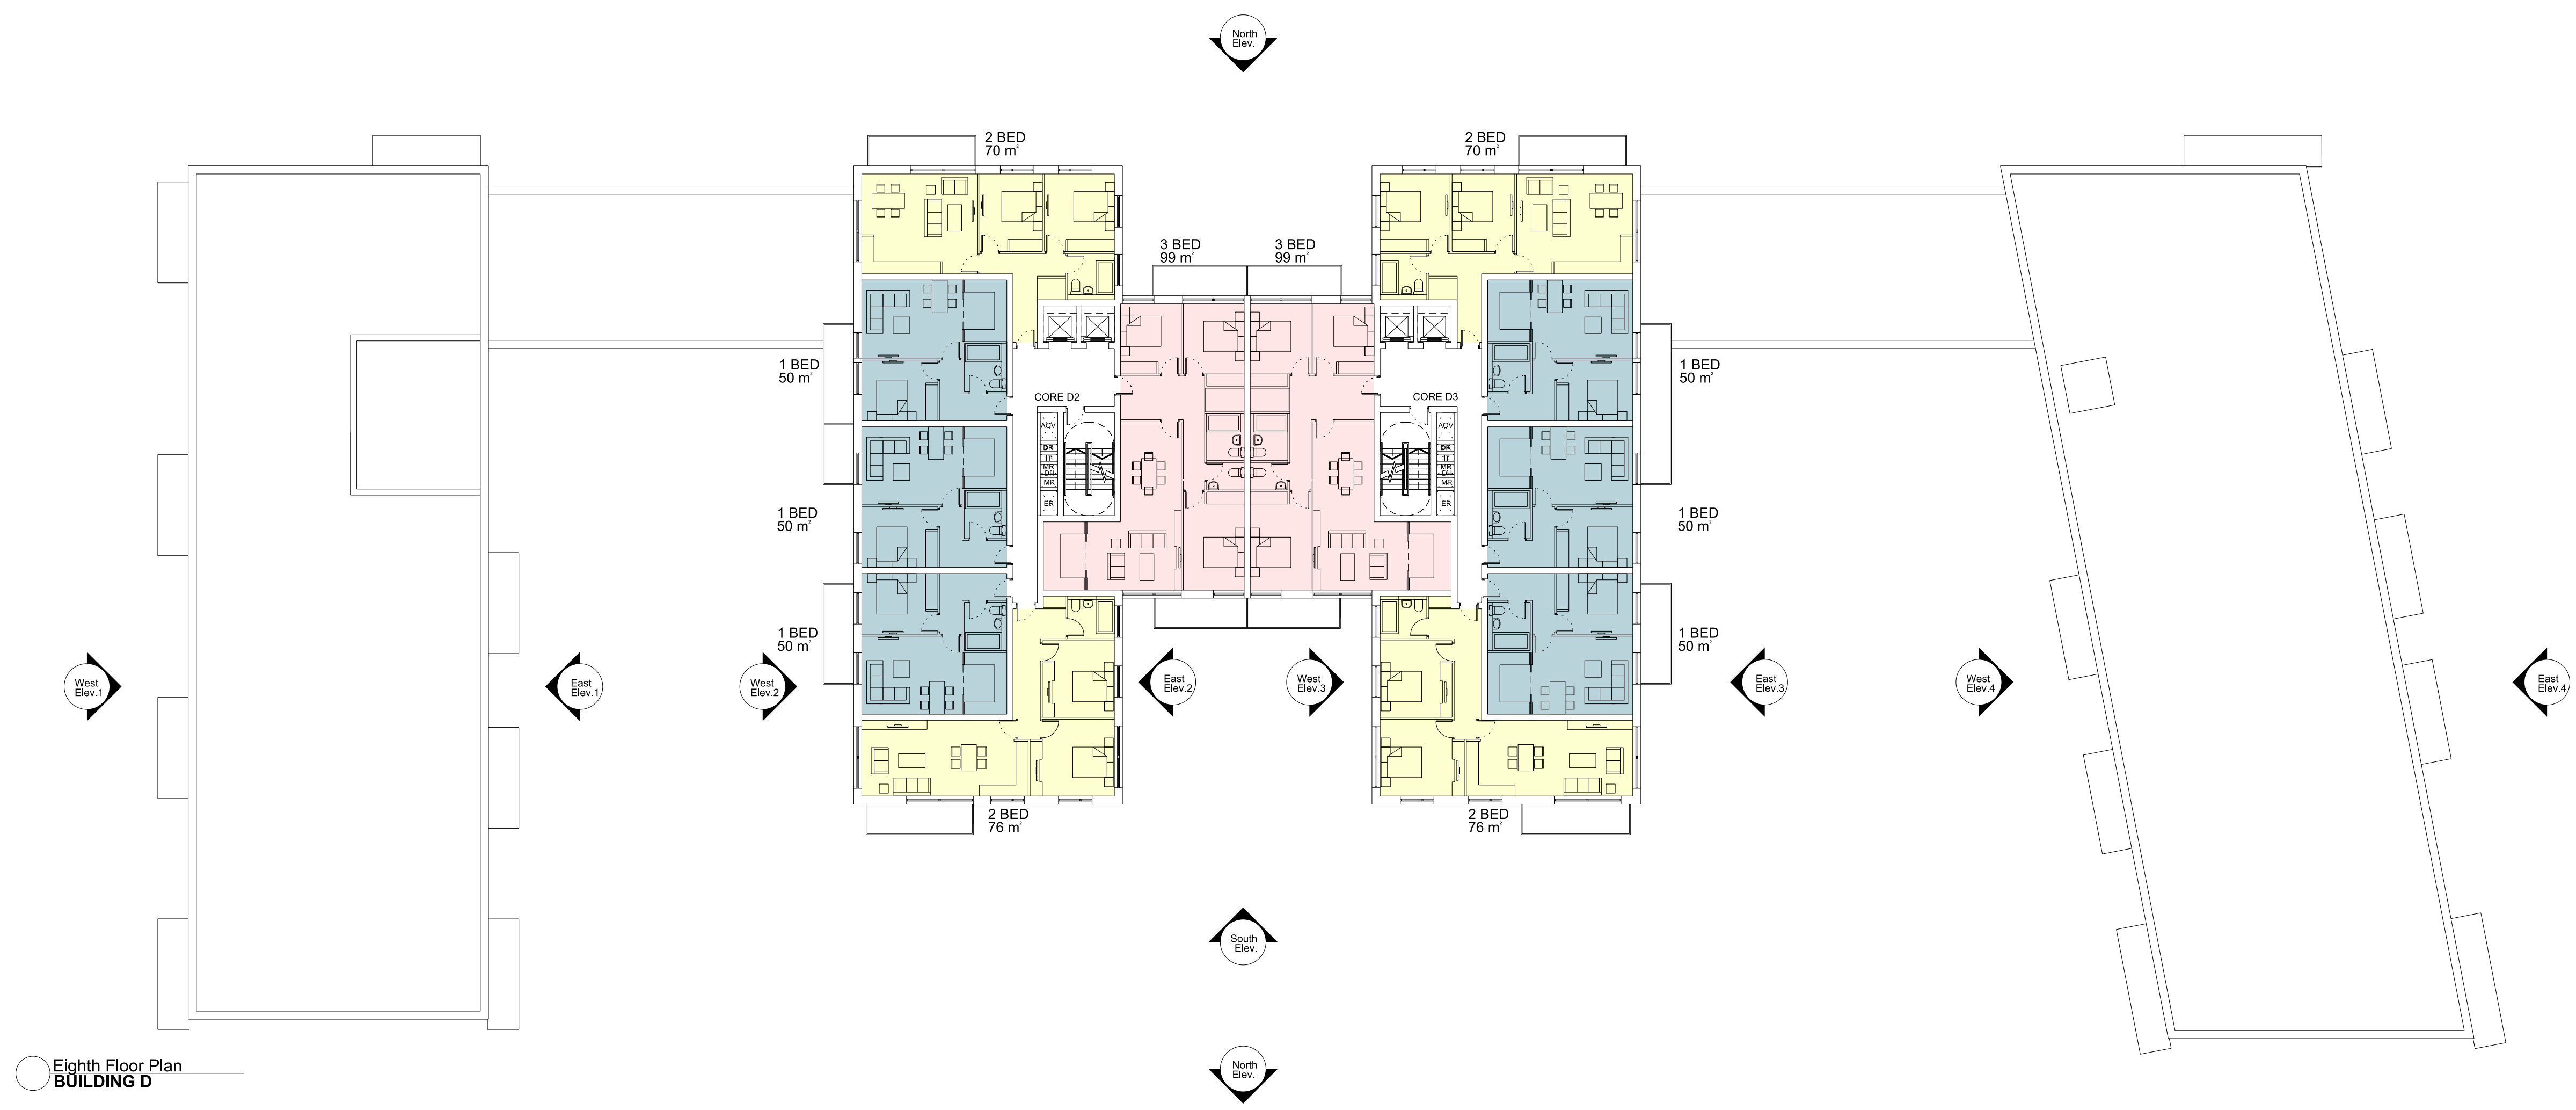 North
Elev.
2 BED
70 m²
2 BED
70 m²
3 BED
99 m²
3 BED
99 m²
1 BED
50 m²
1 BED
50 m²
CORE D2
CORE D3
AOV
DR
IT
MR
DH
MR
ER
AOV
DR
IT
MR
DH
MR
ER
1 BED
50 m²
1 BED
50 m²
1 BED
50 m²
1 BED
50 m²
West
Elev.1
East
Elev.1
West
Elev.2
East
Elev.2
West
Elev.3
East
Elev.3
West
Elev.4
East
Elev.4
2 BED
76 m²
2 BED
76 m²
South
Elev.
North
Elev.
Eighth Floor Plan
BUILDING D